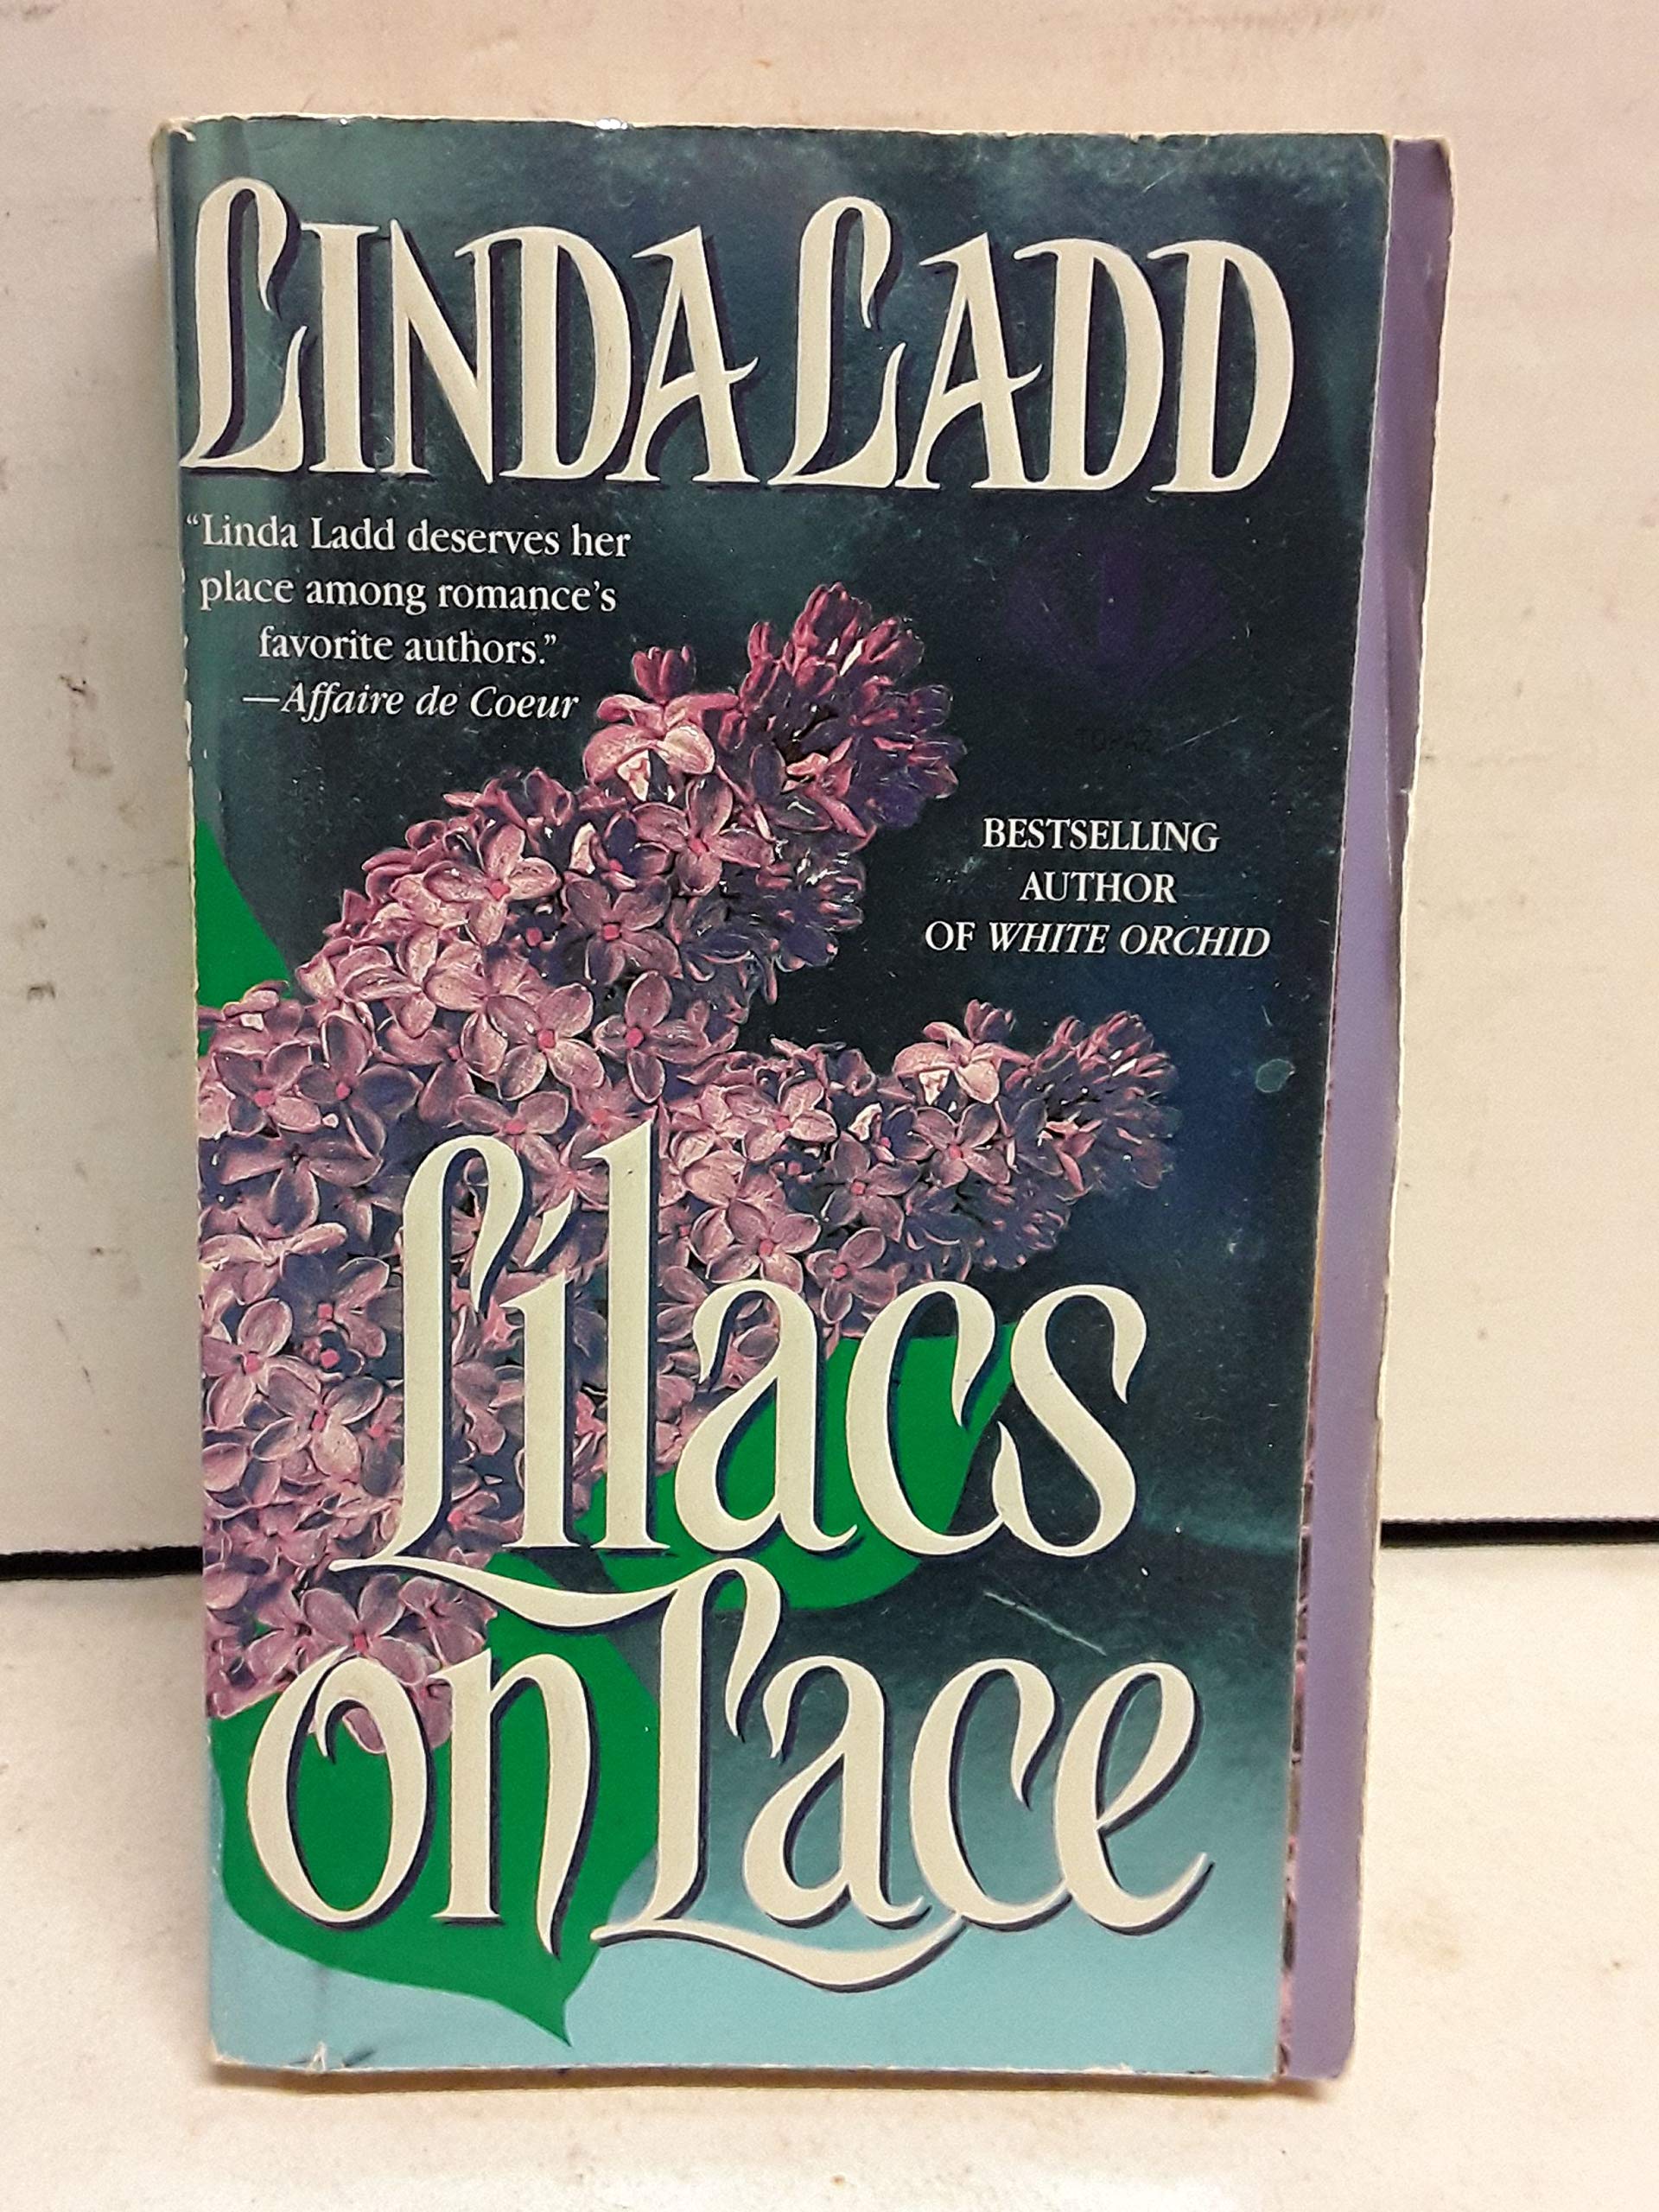 LINDA LADD
“Linda Ladd deserves her
place among romance’s
favorite authors.”
—Affaire de Coeur
TOPAZ
BESTSELLING
AUTHOR
OF WHITE ORCHID
Lilacs
on Lace